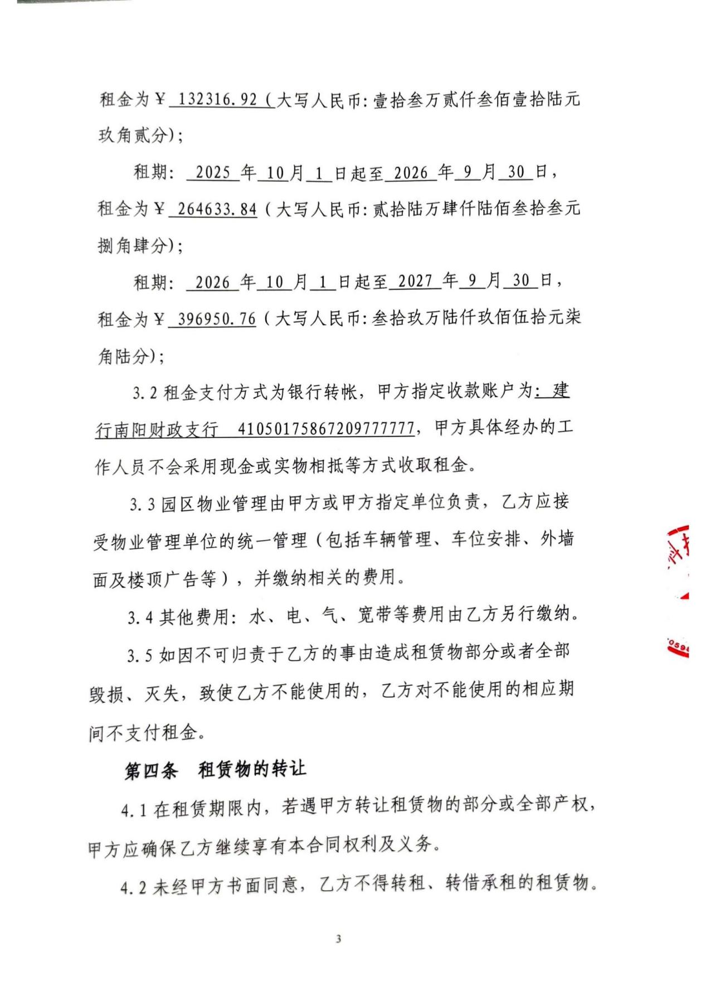 租金为￥ 132316.92（大写人民币:壹拾叁万贰仟叁佰壹拾陆元
玖角贰分);
租期: 2025 年 10 月 1 日起至 2026 年 9 月 30 日,
租金为￥ 264633.84（大写人民币:贰拾陆万肆仟陆佰叁拾叁元
捌角肆分);
租期: 2026 年 10 月 1 日起至 2027 年 9 月 30 日,
租金为￥ 396950.76（大写人民币:叁拾玖万陆仟玖佰伍拾元柒
角陆分);
3.2 租金支付方式为银行转帐，甲方指定收款账户为: 建
行南阳财政支行 41050175867209777777，甲方具体经办的工
作人员不会采用现金或实物相抵等方式收取租金。
3.3 园区物业管理由甲方或甲方指定单位负责，乙方应接
受物业管理单位的统一管理（包括车辆管理、车位安排、外墙
面及楼顶广告等），并缴纳相关的费用。
3.4 其他费用：水、电、气、宽带等费用由乙方另行缴纳。
3.5 如因不可归责于乙方的事由造成租赁物部分或者全部
毁损、灭失，致使乙方不能使用的，乙方对不能使用的相应期
间不支付租金。
第四条 租赁物的转让
4.1 在租赁期限内，若遇甲方转让租赁物的部分或全部产权，
甲方应确保乙方继续享有本合同权利及义务。
4.2 未经甲方书面同意，乙方不得转租、转借承租的租赁物。
3
科
0598